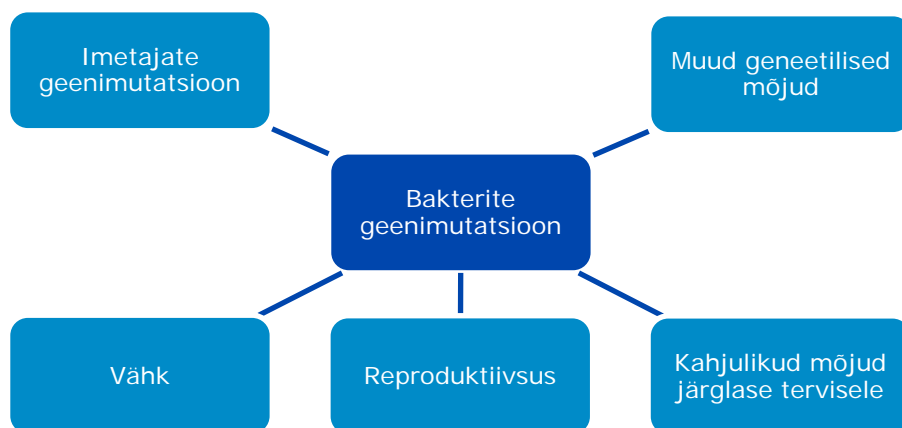 Imetajate
geenimutatsioon
Muud geneetilised
mõjud
Bakterite
geenimutatsioon
Vähk
Reproduktiivsus
Kahjulikud mõjud
järglase tervisele